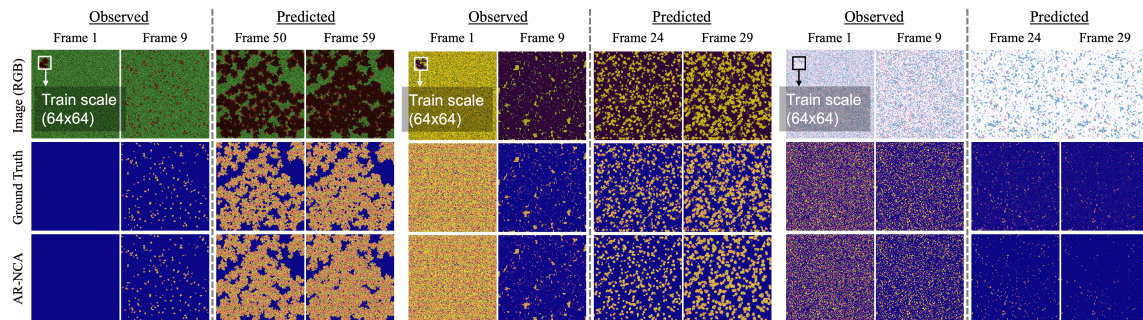 Observed Predicted Observed Predicted Observed Predicted
Frame 1 Frame 9 Frame 50 Frame 59 Frame 1 Frame 9 Frame 24 Frame 29 Frame 1 Frame 9 Frame 24 Frame 29
Image (RGB)
Train scale
(64x64)
Train scale
(64x64)
Train scale
(64x64)
Ground Truth
AR-NCA